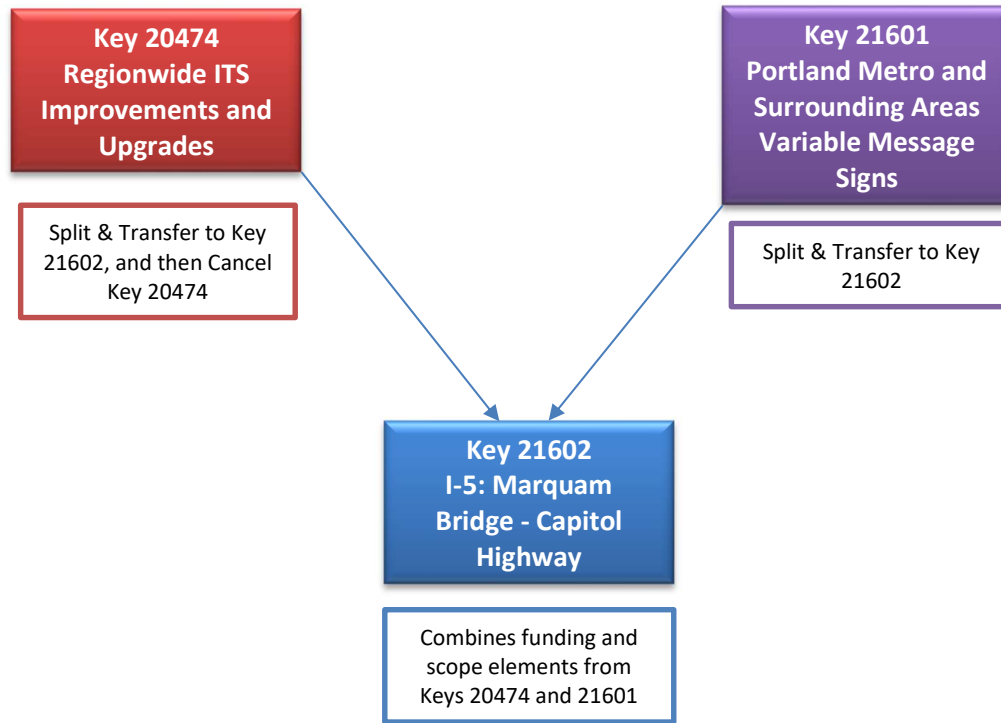 Key 20474
Regionwide ITS
Improvements and
Upgrades
Split & Transfer to Key
21602, and then Cancel
Key 20474
Key 21601
Portland Metro and
Surrounding Areas
Variable Message
Signs
Split & Transfer to Key
21602
Key 21602
I-5: Marquam
Bridge - Capitol
Highway
Combines funding and
scope elements from
Keys 20474 and 21601